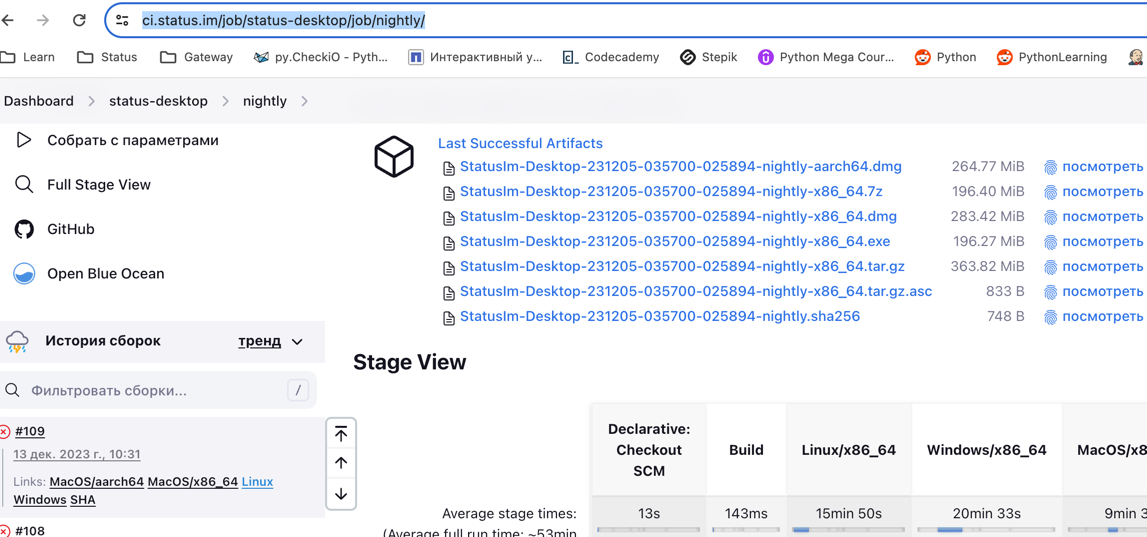 ci.status.im/job/status-desktop/job/nightly/
Learn Status Gateway py.CheckiO - Pyth... Интерактивный у... Codecademy Stepik Python Mega Cour... Python PythonLearning
Dashboard status-desktop nightly
Собрать с параметрами
Full Stage View
GitHub
Open Blue Ocean
История сборок тренд
Фильтровать сборки... /
#109
13 дек. 2023 г., 10:31
Links: MacOS/aarch64 MacOS/x86_64 Linux
Windows SHA
#108
Last Successful Artifacts
StatusIm-Desktop-231205-035700-025894-nightly-aarch64.dmg 264.77 MiB посмотреть
StatusIm-Desktop-231205-035700-025894-nightly-x86_64.7z 196.40 MiB посмотреть
StatusIm-Desktop-231205-035700-025894-nightly-x86_64.dmg 283.42 MiB посмотреть
StatusIm-Desktop-231205-035700-025894-nightly-x86_64.exe 196.27 MiB посмотреть
StatusIm-Desktop-231205-035700-025894-nightly-x86_64.tar.gz 363.82 MiB посмотреть
StatusIm-Desktop-231205-035700-025894-nightly-x86_64.tar.gz.asc 833 B посмотреть
StatusIm-Desktop-231205-035700-025894-nightly.sha256 748 B посмотреть
Stage View
Declarative:
Checkout
SCM
Build
Linux/x86_64
Windows/x86_64
MacOS/x8
Average stage times: 13s 143ms 15min 50s 20min 33s 9min 3
(Average full run time: ~53min